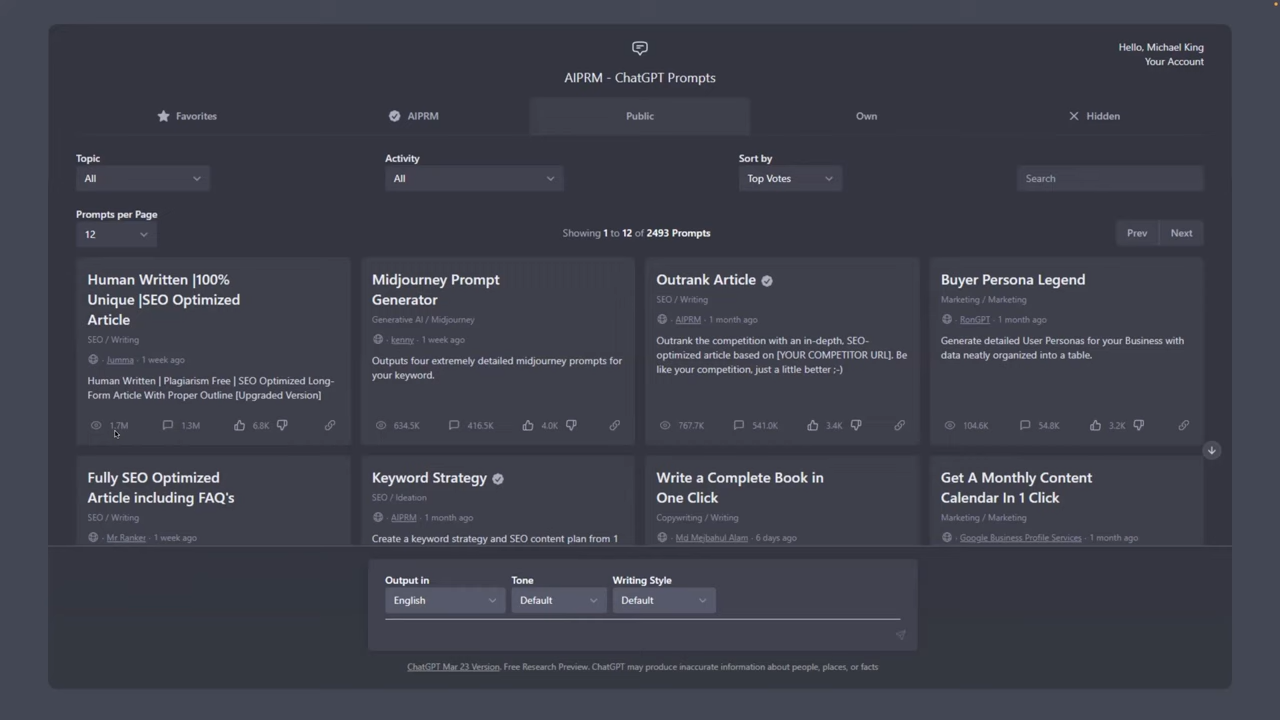 Hello, Michael King
Your Account
AIPRM - ChatGPT Prompts
Favorites
AIPRM
Public
Own
Hidden
Topic
Activity
Sort by
All
All
Top Votes
Search
Prompts per Page
12
Showing 1 to 12 of 2493 Prompts
Prev
Next
Human Written |100%
Unique |SEO Optimized
Article
SEO / Writing
· Jumma · 1 week ago
Human Written | Plagiarism Free | SEO Optimized Long-
Form Article With Proper Outline [Upgraded Version]
1.7M
1.3M
6.8K
Midjourney Prompt
Generator
Generative AI / Midjourney
· kenny · 1 week ago
Outputs four extremely detailed midjourney prompts for
your keyword.
634.5K
416.5K
4.0K
Outrank Article
SEO / Writing
· AIPRM · 1 month ago
Outrank the competition with an in-depth, SEO-
optimized article based on [YOUR COMPETITOR URL]. Be
like your competition, just a little better ;-)
767.7K
541.0K
3.4K
Buyer Persona Legend
Marketing / Marketing
· RonGPT · 1 month ago
Generate detailed User Personas for your Business with
data neatly organized into a table.
104.6K
54.8K
3.2K
Fully SEO Optimized
Article including FAQ's
SEO / Writing
· Mr Ranker · 1 week ago
Keyword Strategy
SEO / Ideation
· AIPRM · 1 month ago
Create a keyword strategy and SEO content plan from 1
Write a Complete Book in
One Click
Copywriting / Writing
· Md Mejbahul Alam · 6 days ago
Get A Monthly Content
Calendar In 1 Click
Marketing / Marketing
· Google Business Profile Services · 1 month ago
Output in
Tone
Writing Style
English
Default
Default
ChatGPT Mar 23 Version. Free Research Preview. ChatGPT may produce inaccurate information about people, places, or facts